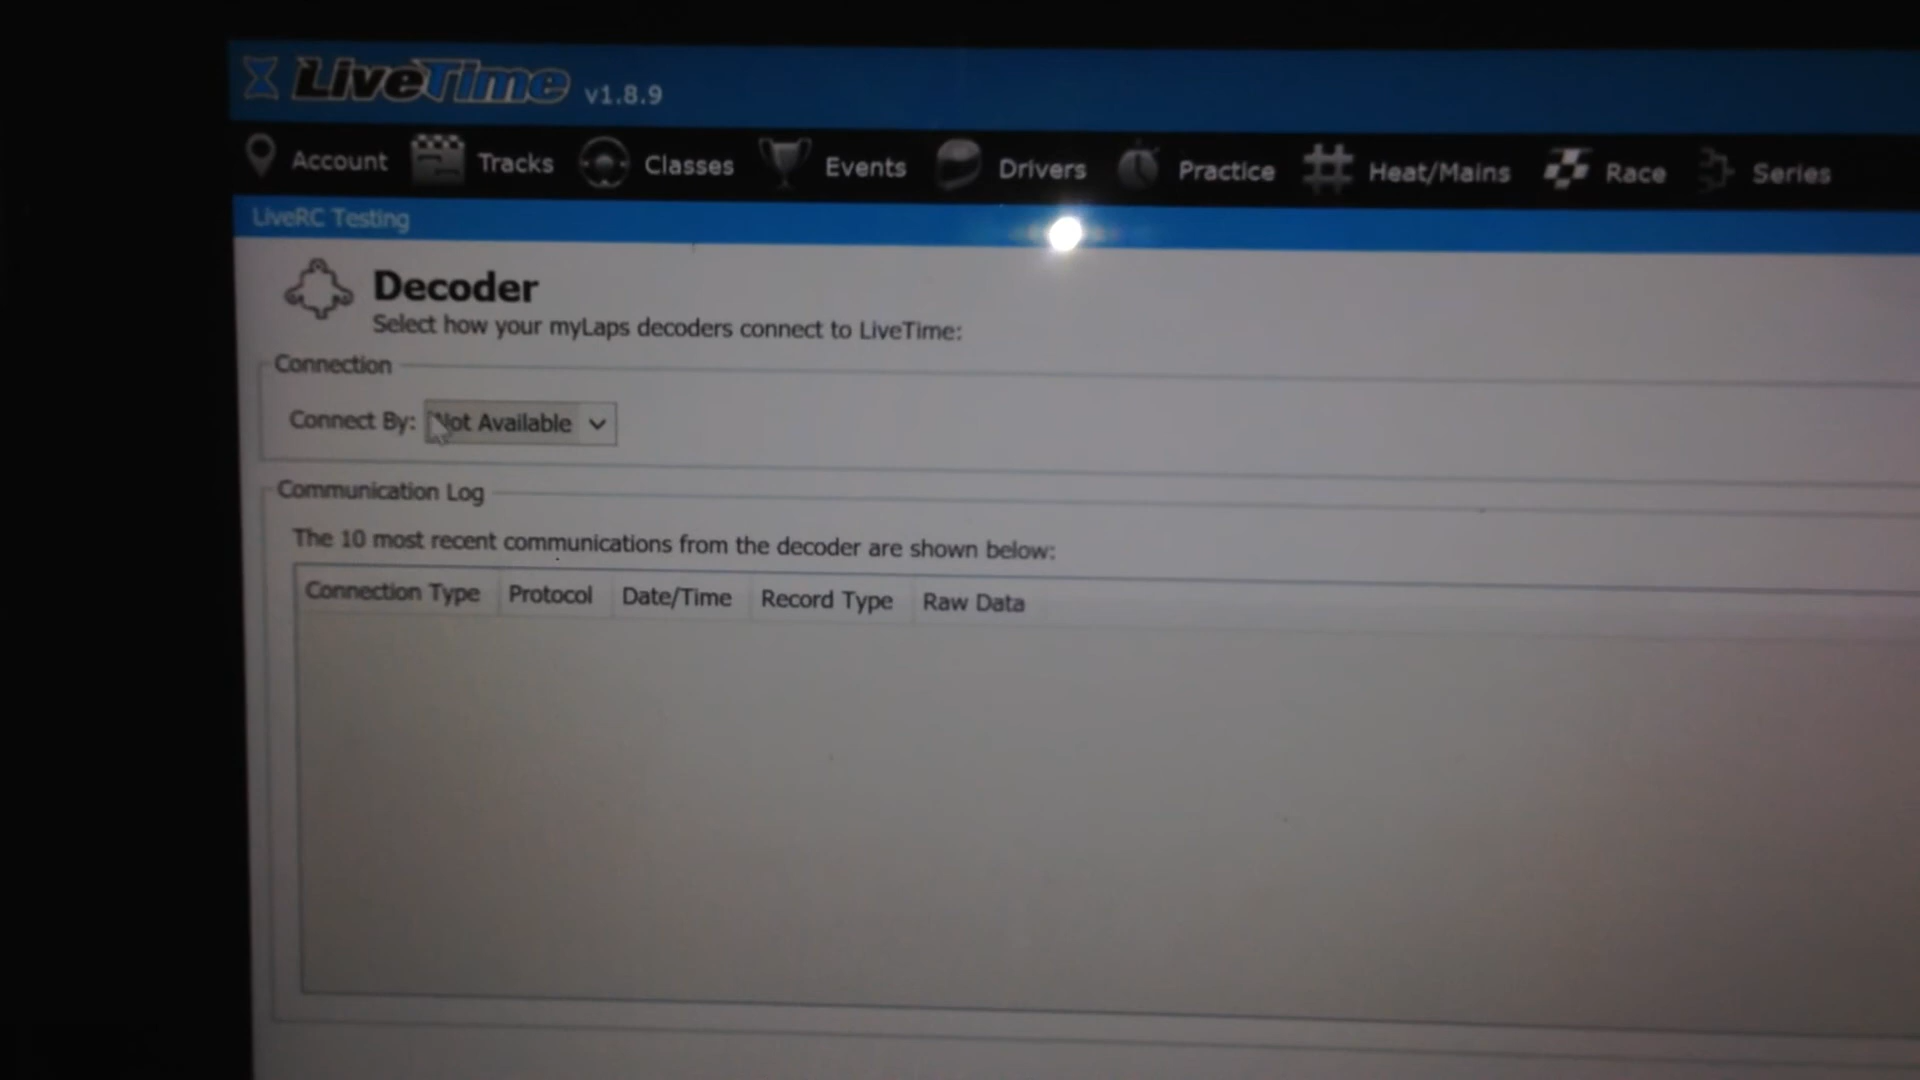 LiveTime v1.8.9
Account Tracks Classes Events Drivers Practice Heat/Mains Race Series
LiveRC Testing
Decoder
Select how your myLaps decoders connect to LiveTime:
Connection
Connect By: Not Available
Communication Log
The 10 most recent communications from the decoder are shown below:
Connection Type Protocol Date/Time Record Type Raw Data